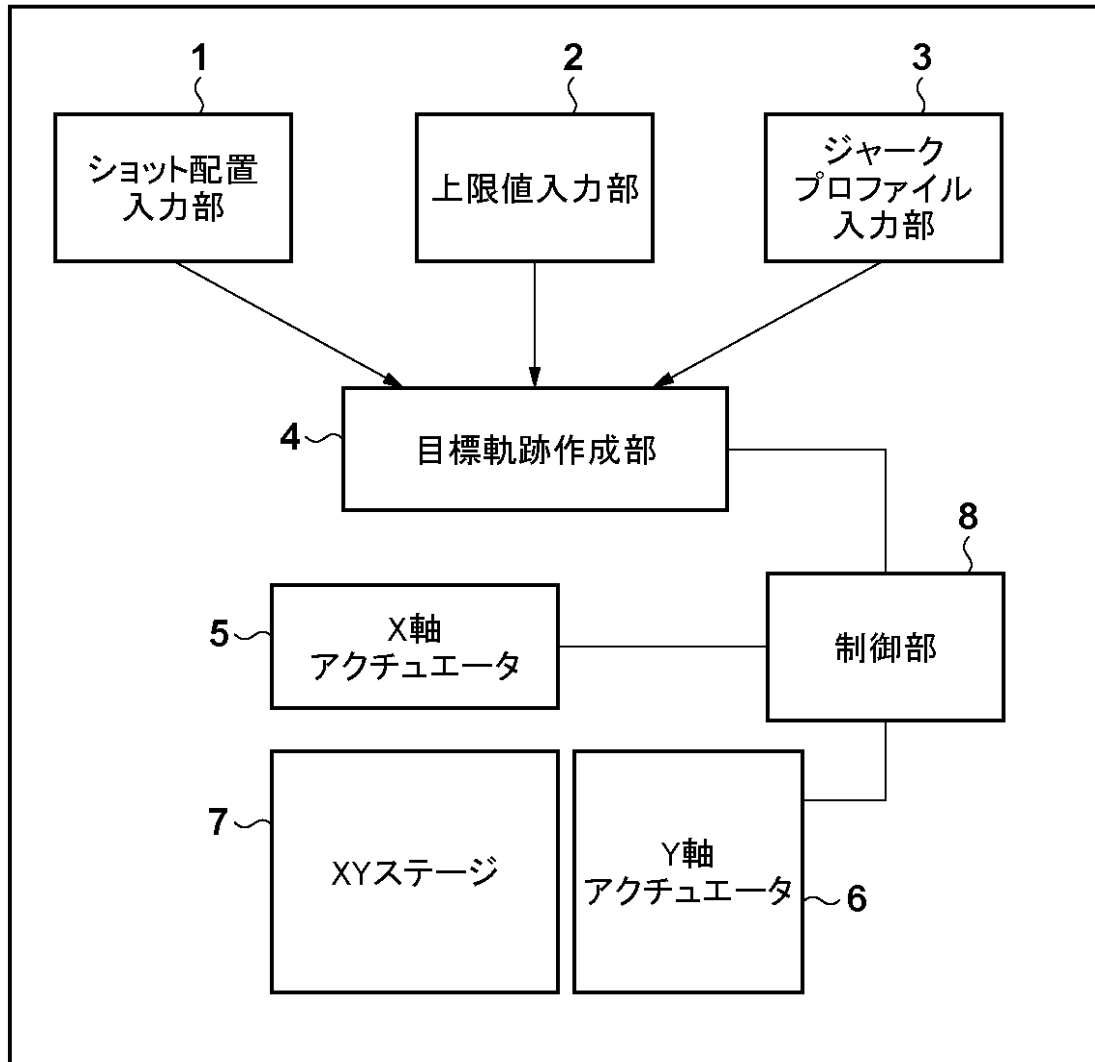 1
2
3
ショット配置
入力部
上限値入力部
ジャーク
プロファイル
入力部
4
目標軌跡作成部
8
5
X軸
アクチュエータ
制御部
7
XYステージ
Y軸
アクチュエータ
6